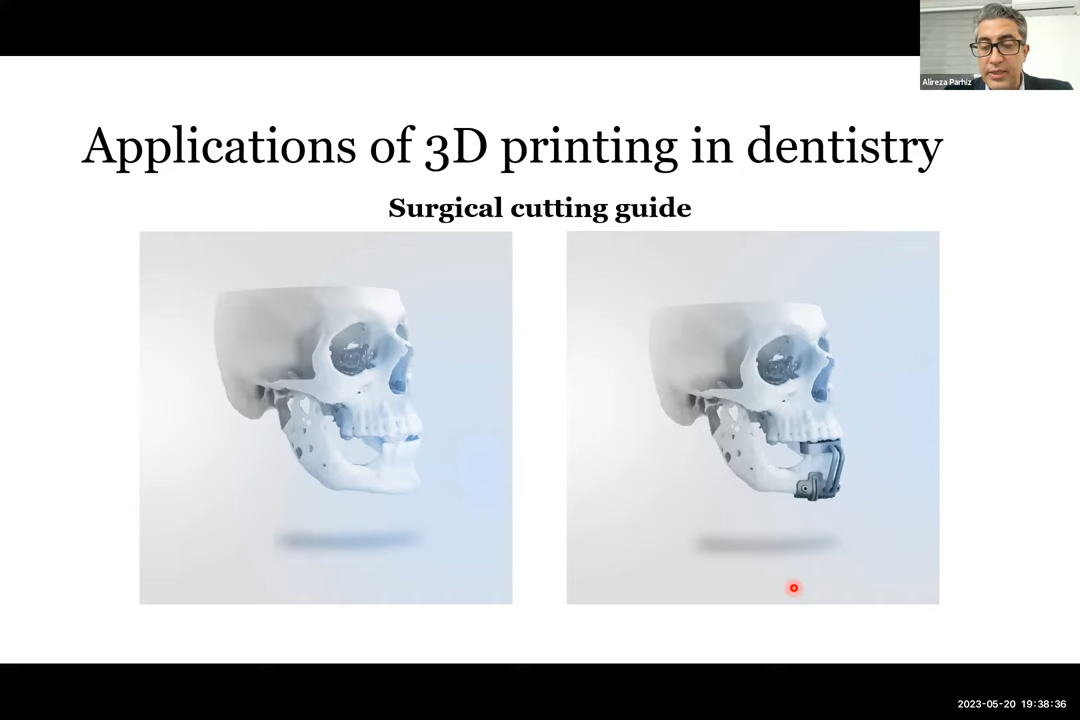 Alireza Parhiz
Applications of 3D printing in dentistry
Surgical cutting guide
2023-05-20 19:38:36